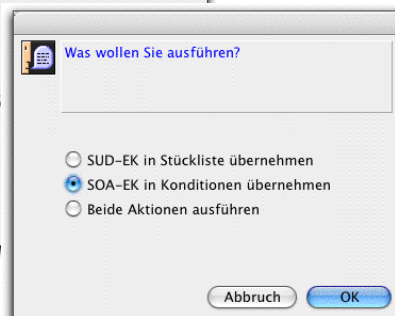 Was wollen Sie ausführen?
SUD-EK in Stückliste übernehmen
SOA-EK in Konditionen übernehmen
Beide Aktionen ausführen
Abbruch OK